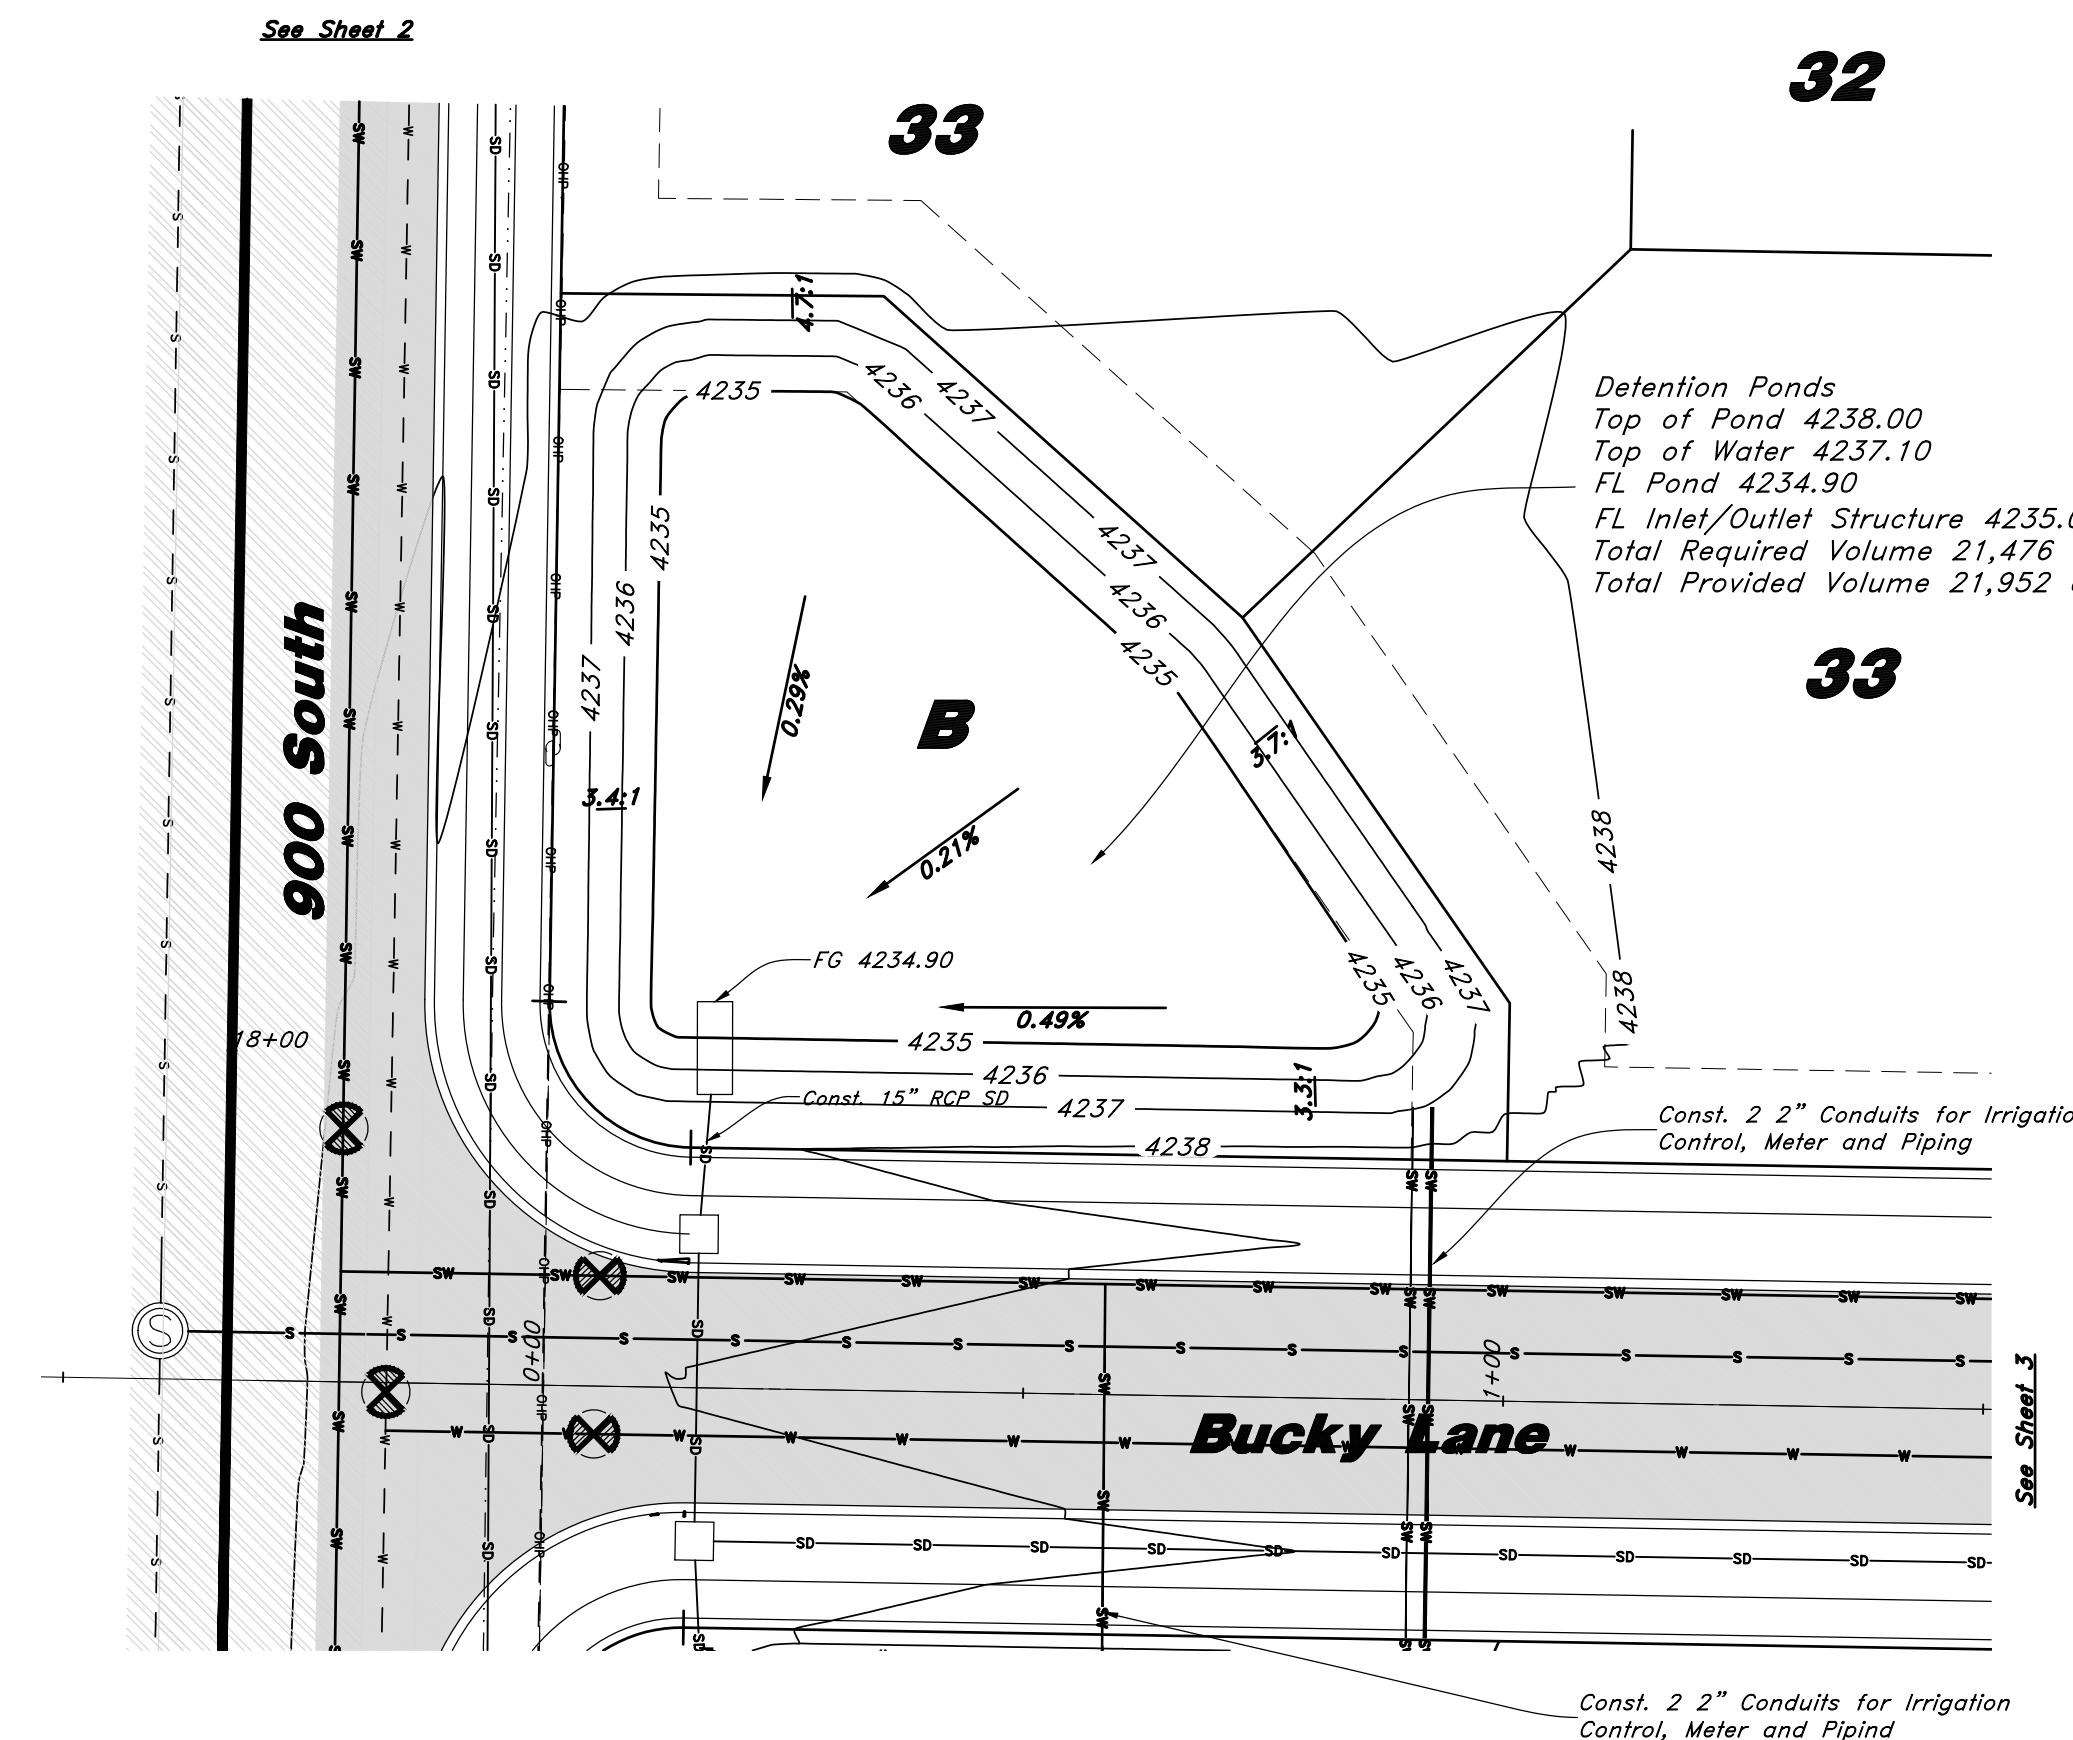 See Sheet 2
32
33
4.7:1
4235
4236
4237
Detention Ponds
Top of Pond 4238.00
Top of Water 4237.10
FL Pond 4234.90
FL Inlet/Outlet Structure
Total Required Volume 21,476
Total Provided Volume 21,952
4235
4236
4237
4237
4236
4235
33
900 South
0.29%
B
3.7:1
3.4:1
0.21%
4238
FG 4234.90
4235
4236
4237
4238
0.49%
18+00
4235
4236
4237
3.3:1
Const. 15" RCP SD
4238
Const. 2 2" Conduits for
Control, Meter and Piping
0+00
1+00
Bucky Lane
See Sheet 3
Const. 2 2" Conduits for Irrigation
Control, Meter and Pipind
SW
SD
OHP
S
W